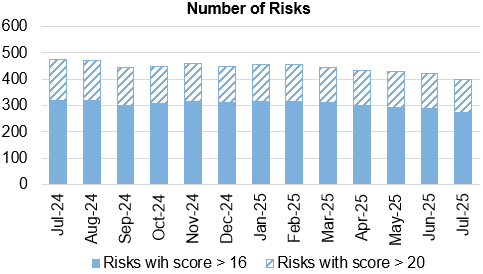 Number of Risks
600
500
400
300
200
100
0
Jul-24
Aug-24
Sep-24
Oct-24
Nov-24
Dec-24
Jan-25
Feb-25
Mar-25
Apr-25
May-25
Jun-25
Jul-25
Risks wih score > 16
Risks with score > 20